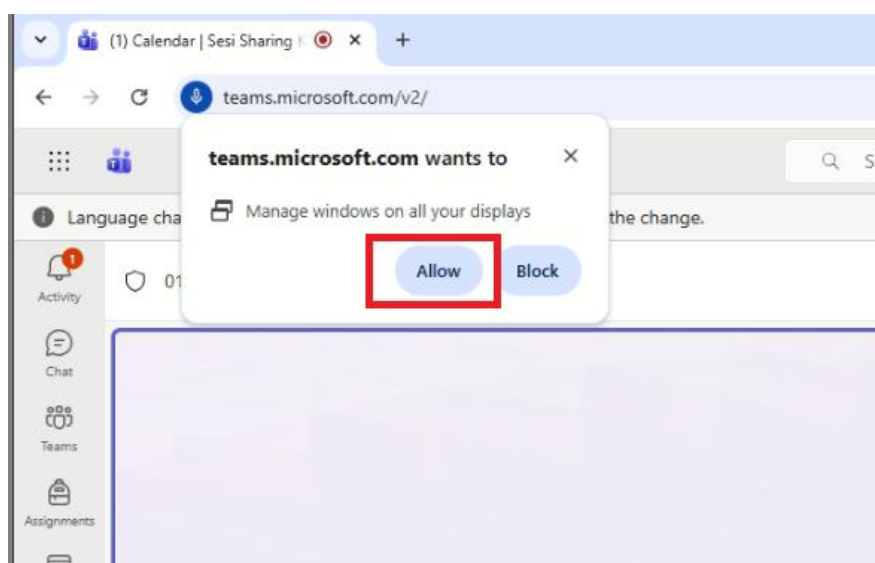 (1) Calendar | Sesi Sharing
teams.microsoft.com/v2/
teams.microsoft.com wants to
Manage windows on all your displays
Allow
Block
S
Language cha
the change.
1
Activity
01
Chat
Teams
Assignments